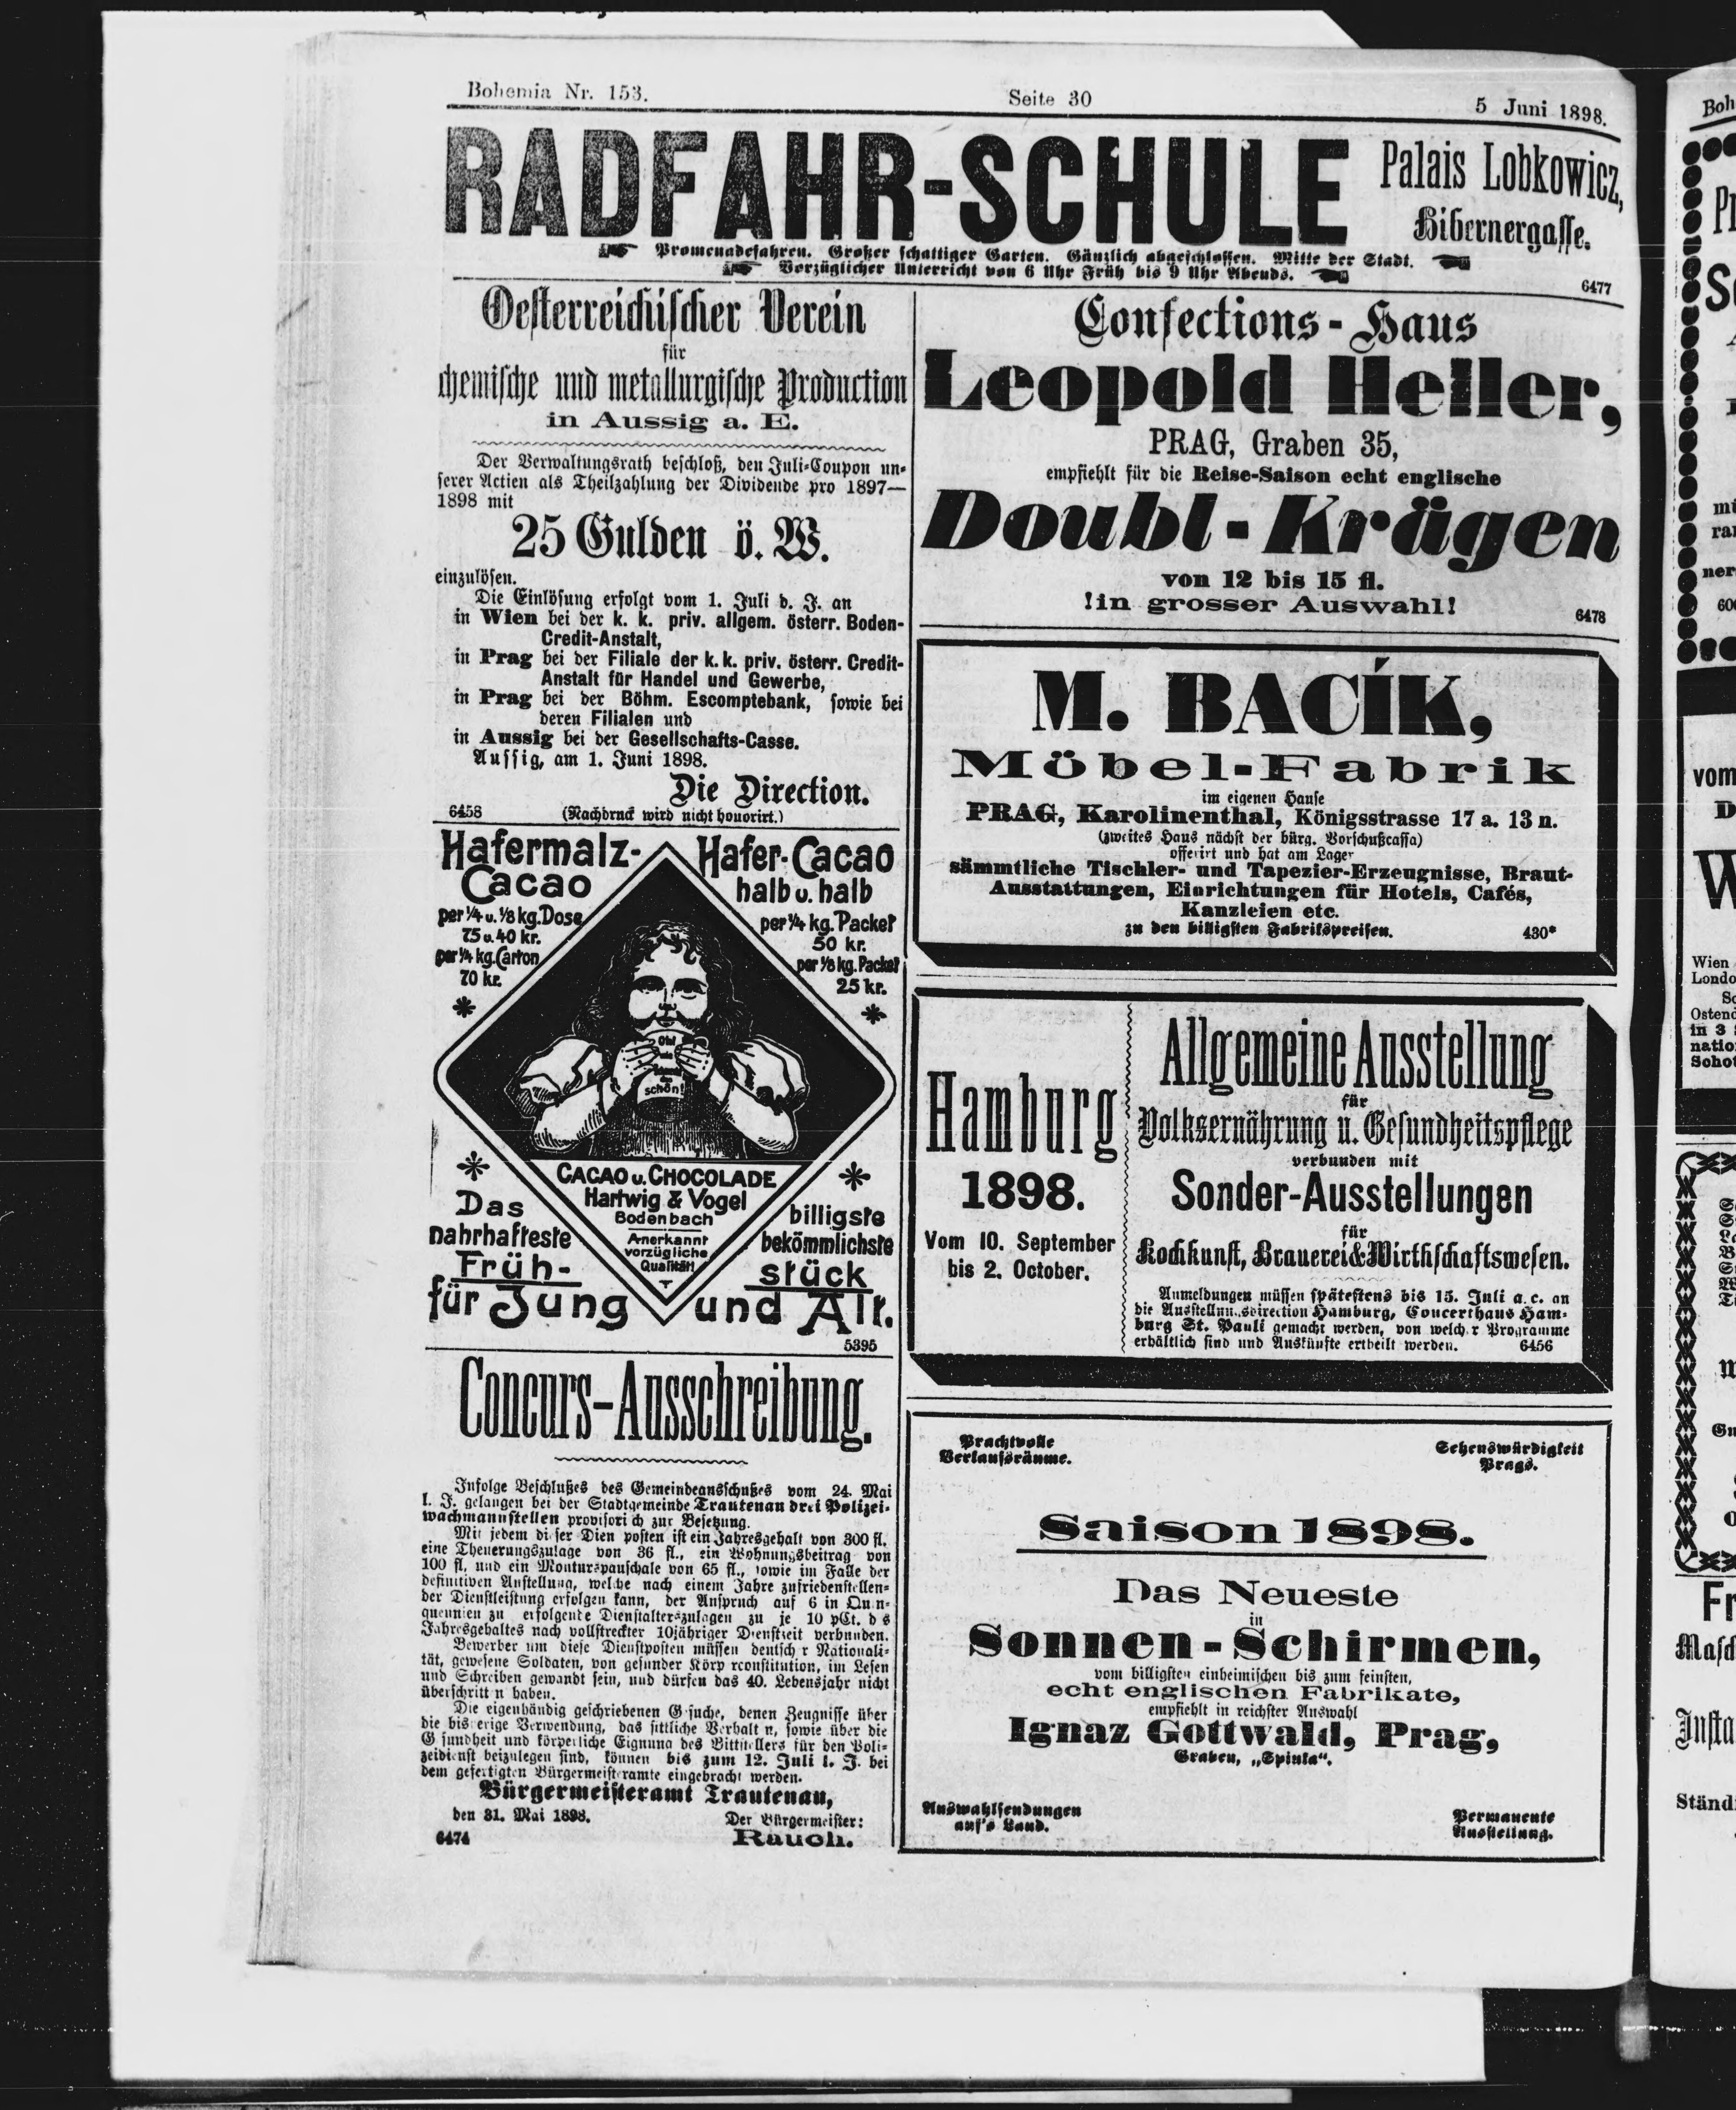 Bohemia Nr. 153.
Seite 30
5 Juni 1898.
RADFAHR-SCHULE
Palais Lobkowicz,
Hibernergasse.
Promenadefahren. Großer schattiger Garten. Gänzlich abgeschlossen. Mitte der Stadt.
Vorzüglicher Unterricht von 6 Uhr Früh bis 9 Uhr Abends.
6477
Oesterreichischer Verein
für
chemische und metallurgische Production
in Aussig a. E.
Der Verwaltungsrath beschloß, den Juli-Coupon un-
serer Actien als Theilzahlung der Dividende pro 1897—
1898 mit
25 Gulden ö. W.
einzulösen.
Die Einlösung erfolgt vom 1. Juli d. J. an
in Wien bei der k. k. priv. allgem. österr. Boden-
Credit-Anstalt,
in Prag bei der Filiale der k. k. priv. österr. Credit-
Anstalt für Handel und Gewerbe,
in Prag bei der Böhm. Escomptebank, sowie bei
deren Filialen und
in Aussig bei der Gesellschafts-Casse.
Aussig, am 1. Juni 1898.
Die Direction.
6458 (Nachdruck wird nicht honorirt.)
Hafermalz-
Cacao
per ¼ u. ⅛ kg. Dose
75 u. 40 kr.
per ¼ kg. Carton
70 kr.
Hafer-Cacao
halb u. halb
per ¼ kg. Packet
50 kr.
per ⅛ kg. Packet
25 kr.
Oh!
wie
schön!
CACAO u. CHOCOLADE
Hartwig & Vogel
Bodenbach
Anerkannt
vorzügliche
Qualität!
Das billigste
nahrhafteste bekömmlichste
Früh- stück
für Jung und Alt.
5395
Concurs-Ausschreibung.
Infolge Beschlußes des Gemeindeausschußes vom 24. Mai
l. J. gelangen bei der Stadtgemeinde Trautenau drei Polizei-
wachmannstellen provisori ch zur Besetzung.
Mit jedem di ser Dien posten ist ein Jahresgehalt von 300 fl.
eine Theuerungszulage von 36 fl., ein Wohnungsbeitrag von
100 fl. und ein Monturspauschale von 65 fl., sowie im Falle der
definitiven Anstellung, welche nach einem Jahre zufriedenstellen-
der Dienstleistung erfolgen kann, der Anspruch auf 6 in Quin-
quennien zu erfolgende Dienstalterszulagen zu je 10 pCt. d s
Jahresgehaltes nach vollstreckter 10jähriger Dienstzeit verbunden.
Bewerber um diese Dienstposten müssen deutsch r Nationali-
tät, gewesene Soldaten, von gesunder Körp rconstitution, im Lesen
und Schreiben gewandt sein, und dürfen das 40. Lebensjahr nicht
überschritt n haben.
Die eigenhändig geschriebenen G suche, denen Zeugnisse über
die bis erige Verwendung, das sittliche Verhalt n, sowie über die
G sundheit und körperliche Eignung des Bittstellers für den Poli-
zeidienst beizulegen sind, können bis zum 12. Juli l. J. bei
dem gefertigten Bürgermeisteramte eingebracht werden.
Bürgermeisteramt Trautenau,
den 31. Mai 1898. Der Bürgermeister:
6474 Rauch.
Confections-Haus
Leopold Heller,
PRAG, Graben 35,
empfiehlt für die Reise-Saison echt englische
Doubl-Krägen
von 12 bis 15 fl.
!in grosser Auswahl!
6478
M. BACÍK,
Möbel-Fabrik
im eigenen Hause
PRAG, Karolinenthal, Königsstrasse 17 a. 13 n.
(zweites Haus nächst der bürg. Vorschußcassa)
offerirt und hat am Lager
sämmtliche Tischler- und Tapezier-Erzeugnisse, Braut-
Ausstattungen, Einrichtungen für Hotels, Cafés,
Kanzleien etc.
zu den billigsten Fabrikspreisen. 430*
Hamburg
1898.
Vom 10. September
bis 2. October.
Allgemeine Ausstellung
für
Volksernährung u. Gesundheitspflege
verbunden mit
Sonder-Ausstellungen
für
Kochkunst, Brauerei & Wirthschaftswesen.
Anmeldungen müssen spätestens bis 15. Juli a. c. an
die Ausstellun sdirection Hamburg, Concerthaus Ham-
burg St. Pauli gemacht werden, von welch r Programme
erhältlich sind und Auskünfte ertheilt werden. 6456
Prachtvolle
Verkaufsräume.
Sehenswürdigkeit
Prags.
Saison 1898.
Das Neueste
in
Sonnen-Schirmen,
vom billigsten einheimischen bis zum feinsten,
echt englischen Fabrikate,
empfiehlt in reichster Auswahl
Ignaz Gottwald, Prag,
Graben, „Spinka".
Auswahlsendungen
auf's Land.
Permanente
Ausstellung.